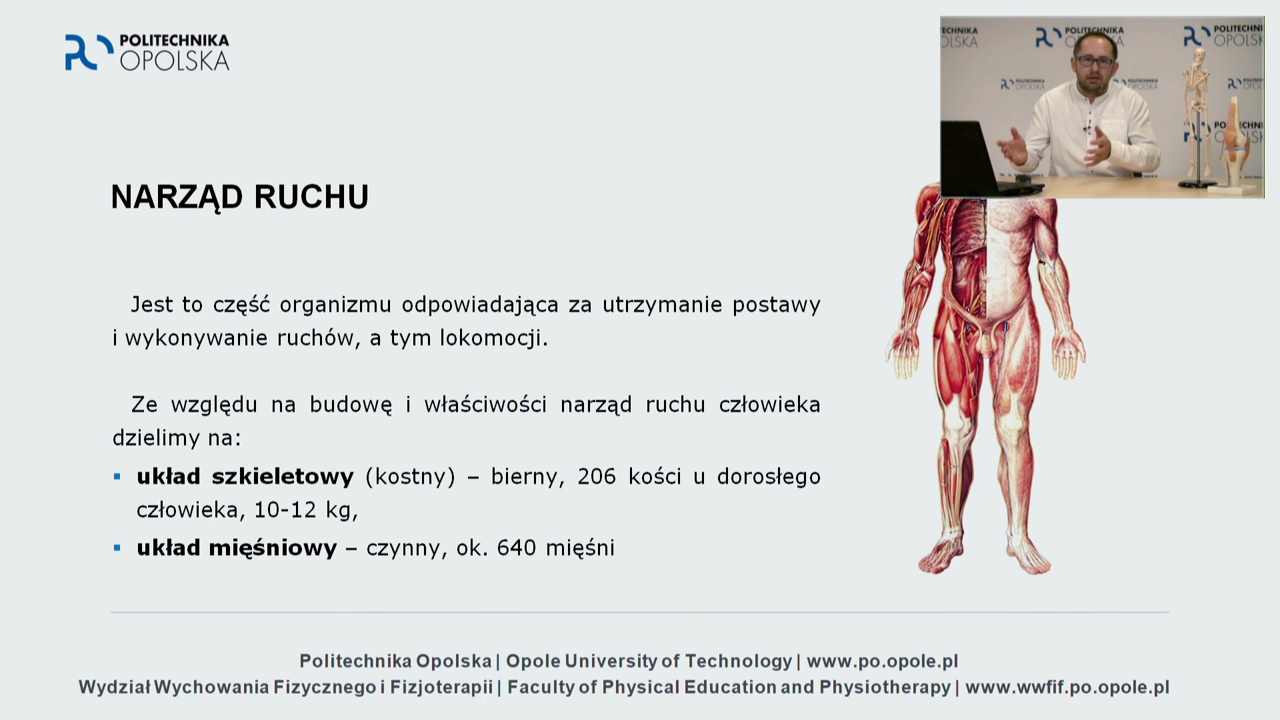 POLITECHNIKA
OPOLSKA
NARZĄD RUCHU
Jest to część organizmu odpowiadająca za utrzymanie postawy
i wykonywanie ruchów, a tym lokomocji.
Ze względu na budowę i właściwości narząd ruchu człowieka
dzielimy na:
▪ układ szkieletowy (kostny) – bierny, 206 kości u dorosłego
człowieka, 10-12 kg,
▪ układ mięśniowy – czynny, ok. 640 mięśni
Politechnika Opolska | Opole University of Technology | www.po.opole.pl
Wydział Wychowania Fizycznego i Fizjoterapii | Faculty of Physical Education and Physiotherapy | www.wwfif.po.opole.pl